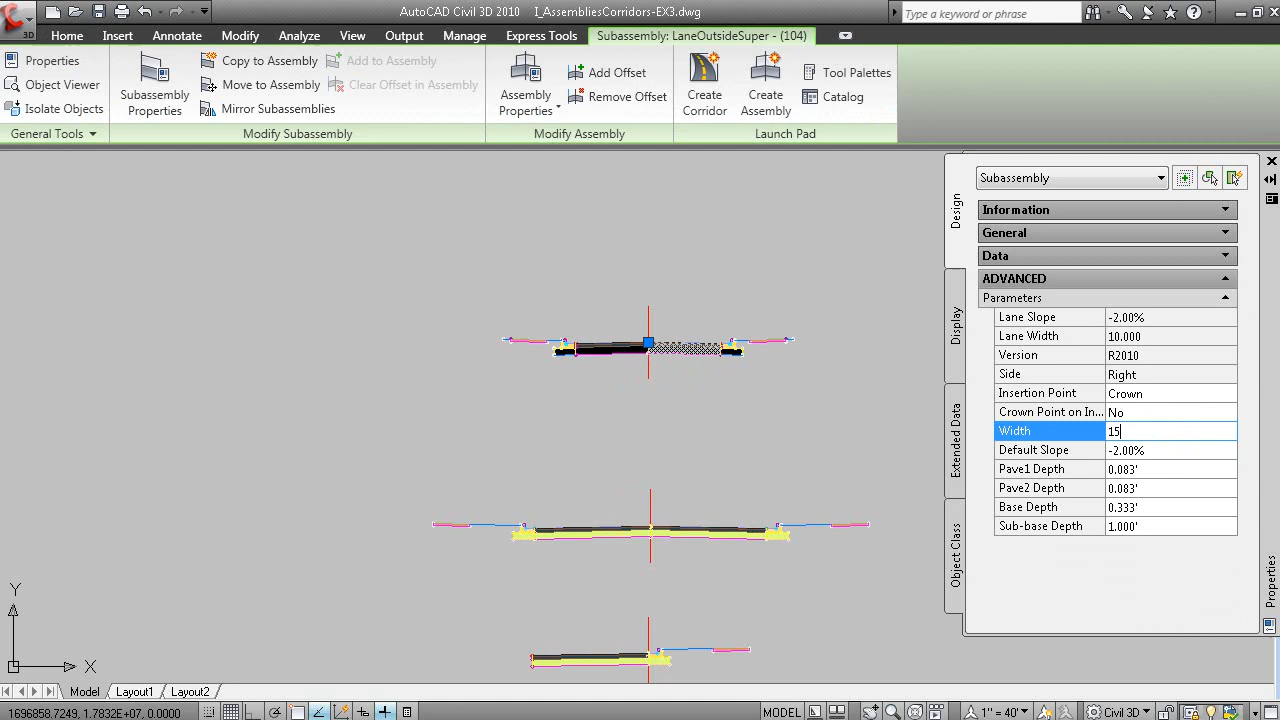 AutoCAD Civil 3D 2010 I_AssembliesCorridors-EX3.dwg
Type a keyword or phrase
3D
Home Insert Annotate Modify Analyze View Output Manage Express Tools Subassembly: LaneOutsideSuper - (104)
Properties
Object Viewer
Isolate Objects
General Tools
Subassembly Properties
Copy to Assembly
Move to Assembly
Mirror Subassemblies
Add to Assembly
Clear Offset in Assembly
Modify Subassembly
Assembly Properties
Add Offset
Remove Offset
Modify Assembly
Create Corridor
Create Assembly
Tool Palettes
Catalog
Launch Pad
Subassembly
Design
Display
Extended Data
Object Class
Information
General
Data
ADVANCED
Parameters
Lane Slope -2.00%
Lane Width 10.000
Version R2010
Side Right
Insertion Point Crown
Crown Point on In... No
Width 15
Default Slope -2.00%
Pave1 Depth 0.083'
Pave2 Depth 0.083'
Base Depth 0.333'
Sub-base Depth 1.000'
Properties
Y
X
Model Layout1 Layout2
1696858.7249, 1.7832E+07, 0.0000
MODEL
1" = 40'
Civil 3D